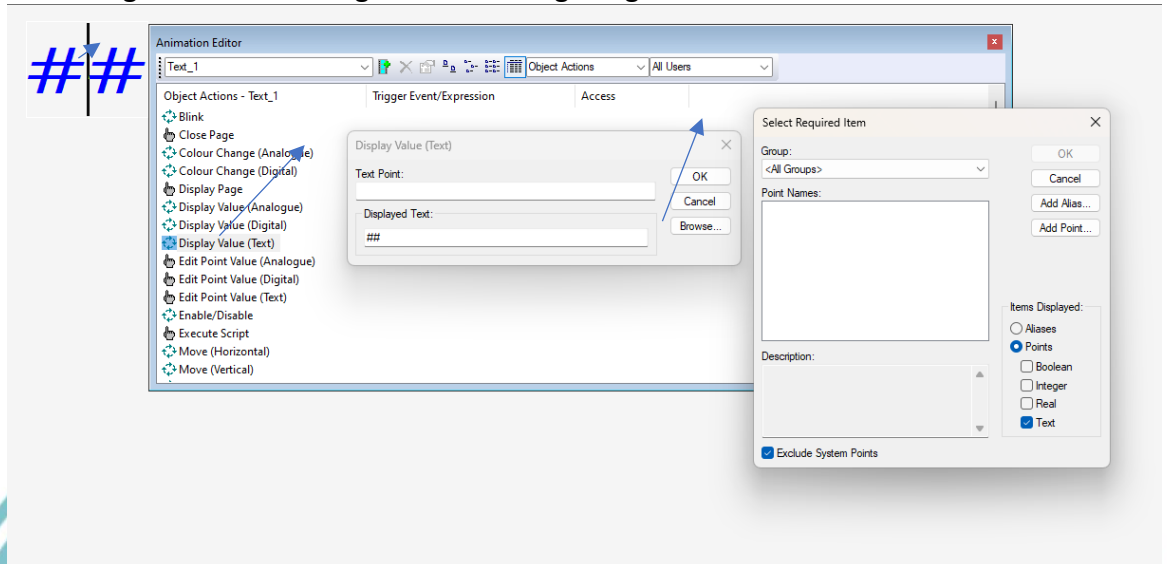 ##
Animation Editor
Text_1
Object Actions
All Users
Object Actions - Text_1 Trigger Event/Expression Access
Blink
Close Page
Colour Change (Analogue)
Colour Change (Digital)
Display Page
Display Value (Analogue)
Display Value (Digital)
Display Value (Text)
Edit Point Value (Analogue)
Edit Point Value (Digital)
Edit Point Value (Text)
Enable/Disable
Execute Script
Move (Horizontal)
Move (Vertical)
Display Value (Text)
Text Point:
OK
Cancel
Displayed Text:
Browse...
##
Select Required Item
Group:
OK
<All Groups>
Cancel
Point Names:
Add Alias...
Add Point...
Items Displayed:
Aliases
Points
Boolean
Integer
Real
Text
Description:
Exclude System Points